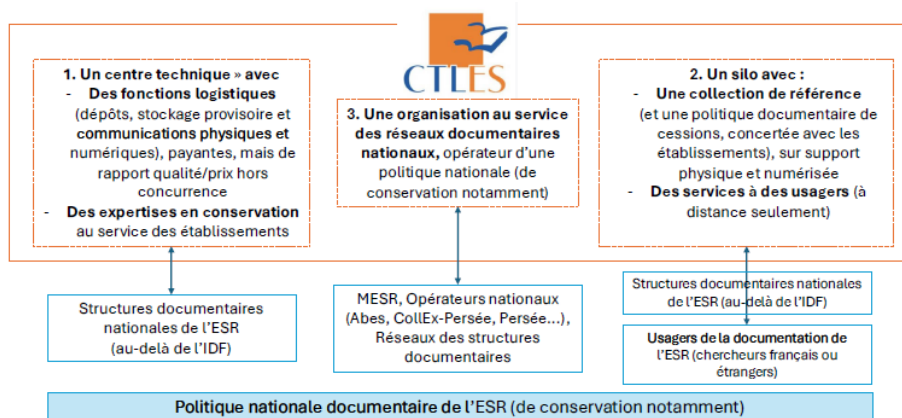 CTLES
1. Un centre technique » avec
- Des fonctions logistiques
(dépôts, stockage provisoire et
communications physiques et
numériques), payantes, mais de
rapport qualité/prix hors
concurrence
- Des expertises en conservation
au service des établissements
3. Une organisation au service
des réseaux documentaires
nationaux, opérateur d'une
politique nationale (de
conservation notamment)
2. Un silo avec :
- Une collection de référence
(et une politique documentaire de
cessions, concertée avec les
établissements), sur support
physique et numérisée
- Des services à des usagers (à
distance seulement)
Structures documentaires
nationales de l'ESR
(au-delà de l'IDF)
MESR, Opérateurs nationaux
(Abes, CollEx-Persée, Persée...),
Réseaux des structures
documentaires
Structures documentaires nationales
de l'ESR (au-delà de l'IDF)
Usagers de la documentation de
l'ESR (chercheurs français ou
étrangers)
Politique nationale documentaire de l'ESR (de conservation notamment)